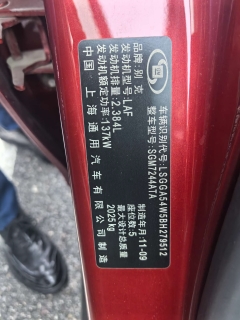 品牌:别克
发动机型号:LAF
发动机排量:2.384L
发动机额定功率:137kW
中国 上海通用汽车有限公司制造
车辆识别代号:LSGGA54W5BH279512
整车型号:SGM7244ATA
制造年月:11-09
座位数:5
最大设计总质量
2025kg